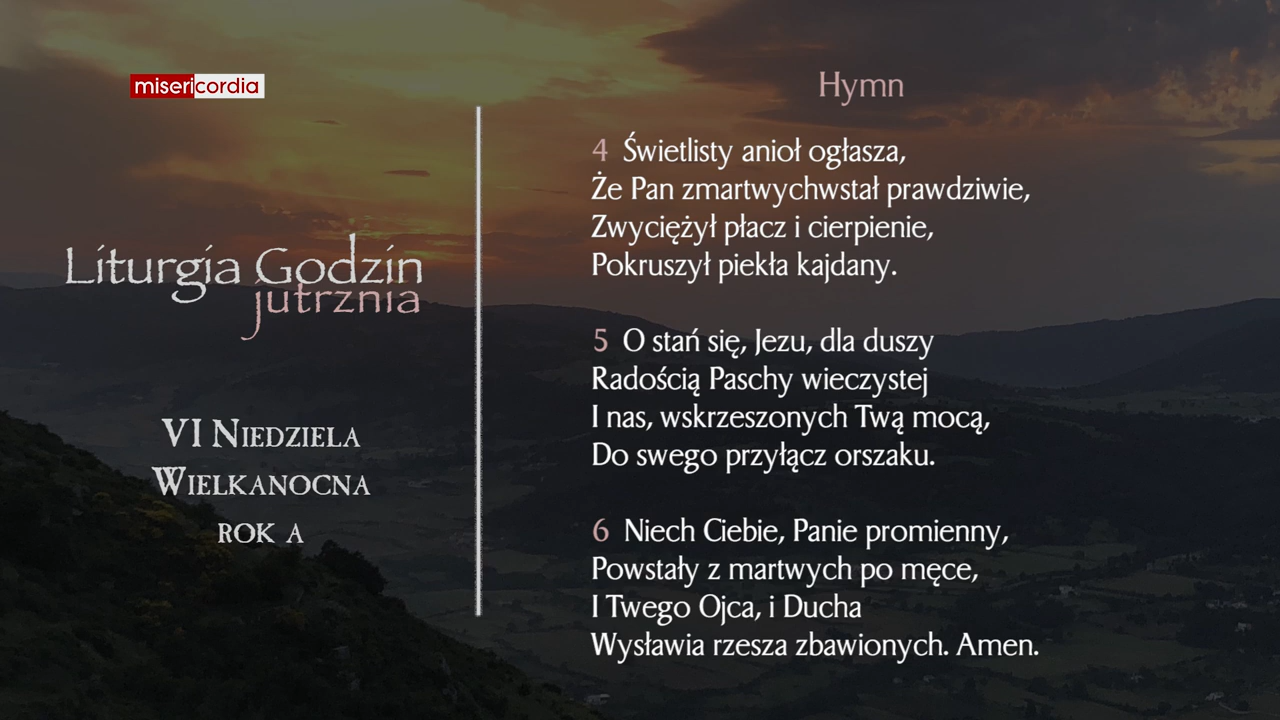 misericordia
Liturgia Godzin
jutrznia
VI Niedziela
Wielkanocna
rok A
Hymn
4 Świetlisty anioł ogłasza,
Że Pan zmartwychwstał prawdziwie,
Zwyciężył płacz i cierpienie,
Pokruszył piekła kajdany.
5 O stań się, Jezu, dla duszy
Radością Paschy wieczystej
I nas, wskrzeszonych Twą mocą,
Do swego przyłącz orszaku.
6 Niech Ciebie, Panie promienny,
Powstały z martwych po męce,
I Twego Ojca, i Ducha
Wysławia rzesza zbawionych. Amen.